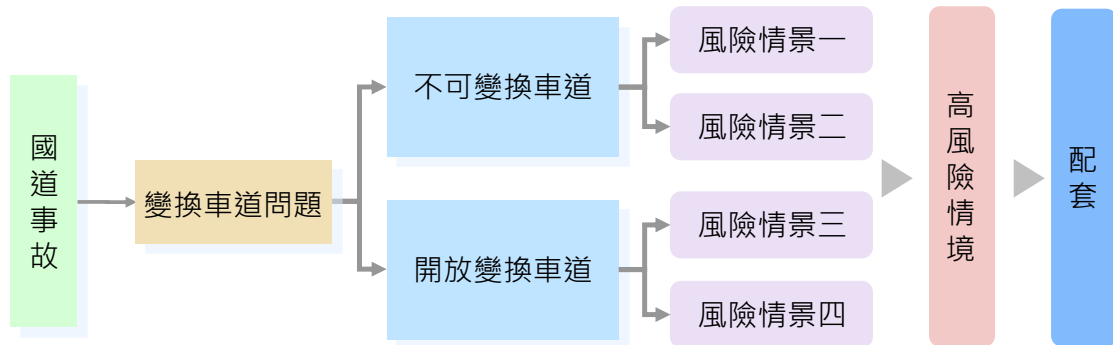 國道事故
變換車道問題
不可變換車道
開放變換車道
風險情景一
風險情景二
風險情景三
風險情景四
高風險情境
配套